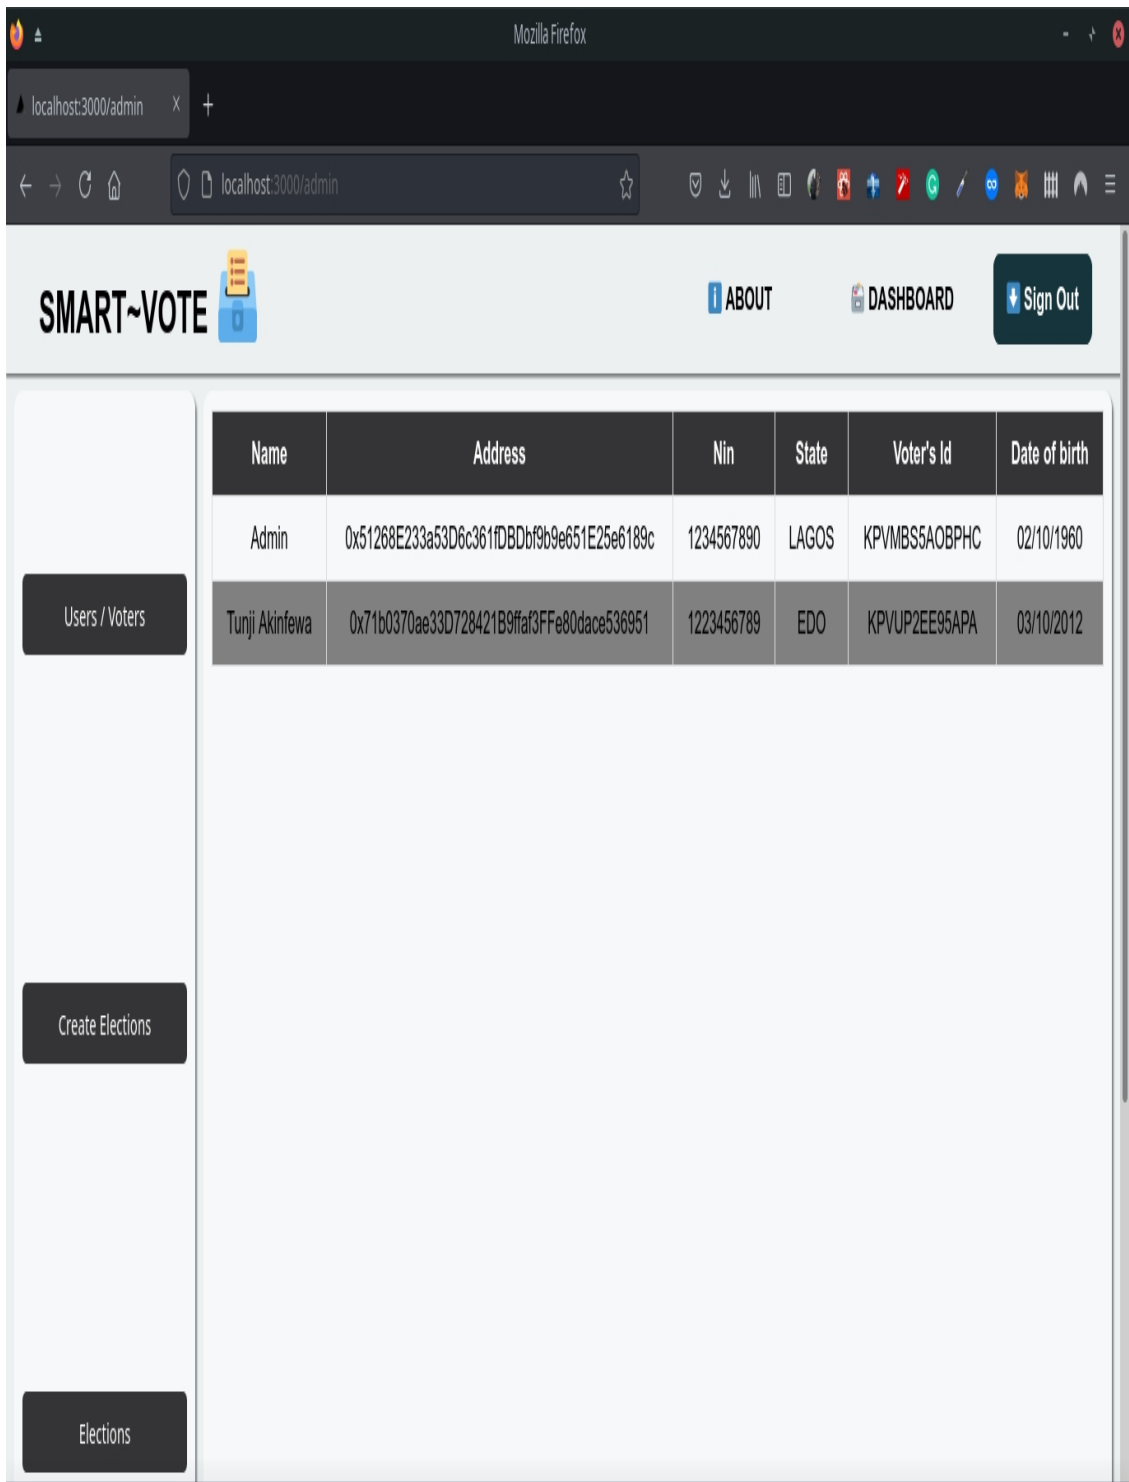 Mozilla Firefox
localhost:3000/admin
localhost:3000/admin
SMART~VOTE
ABOUT
DASHBOARD
Sign Out
Name Address Nin State Voter's Id Date of birth
Admin 0x51268E233a53D6c361fDBDbf9b9e651E25e6189c 1234567890 LAGOS KPVMBS5AOBPHC 02/10/1960
Tunji Akinfewa 0x71b0370ae33D728421B9ffaf3FFe80dace536951 1223456789 EDO KPVUP2EE95APA 03/10/2012
Users / Voters
Create Elections
Elections